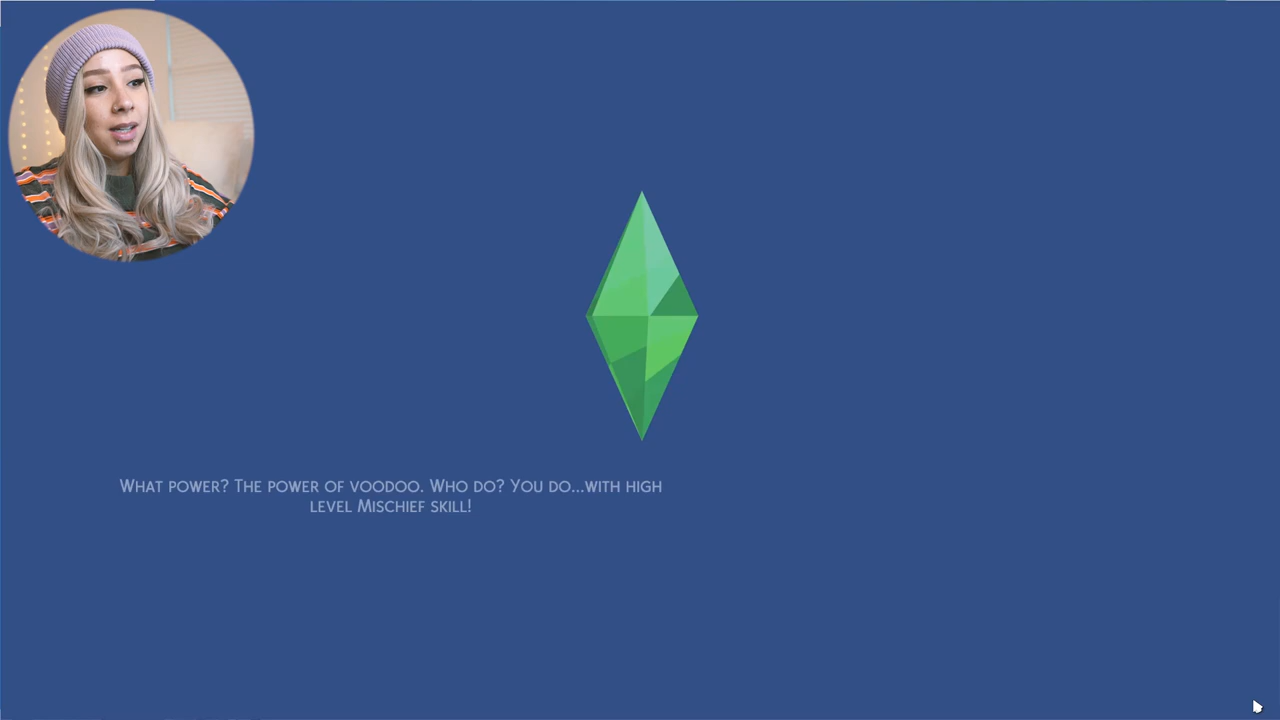 What power? The power of voodoo. Who do? You do...with high
level Mischief skill!